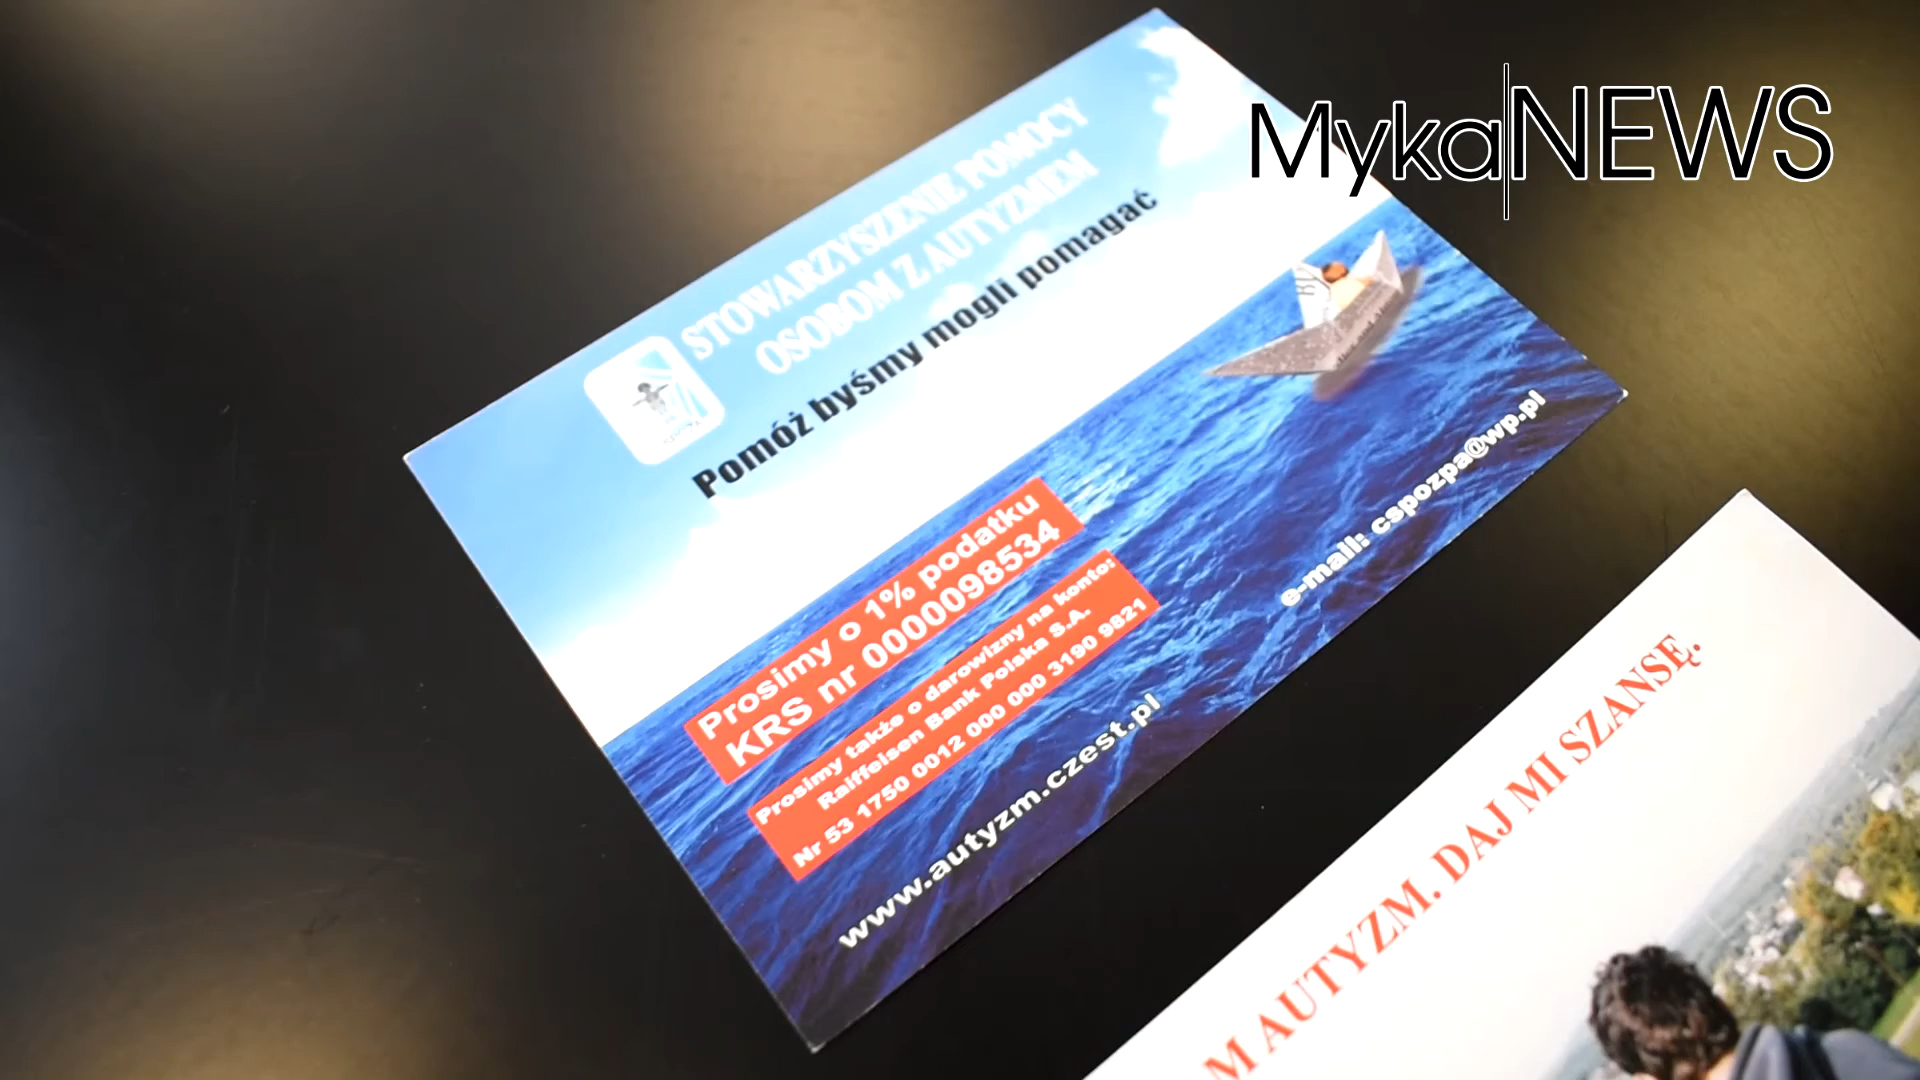 MykaNEWS
STOWARZYSZENIE POMOCY
OSOBOM Z AUTYZMEM
Pomóż byśmy mogli pomagać
Prosimy o 1% podatku
KRS nr 0000098534
Prosimy także o darowizny na konto:
Raiffeisen Bank Polska S.A.
Nr 53 1750 0012 000 000 3190 9821
www.autyzm.czest.pl
e-mail: cspozpa@wp.pl
M AUTYZM. DAJ MI SZANSĘ.